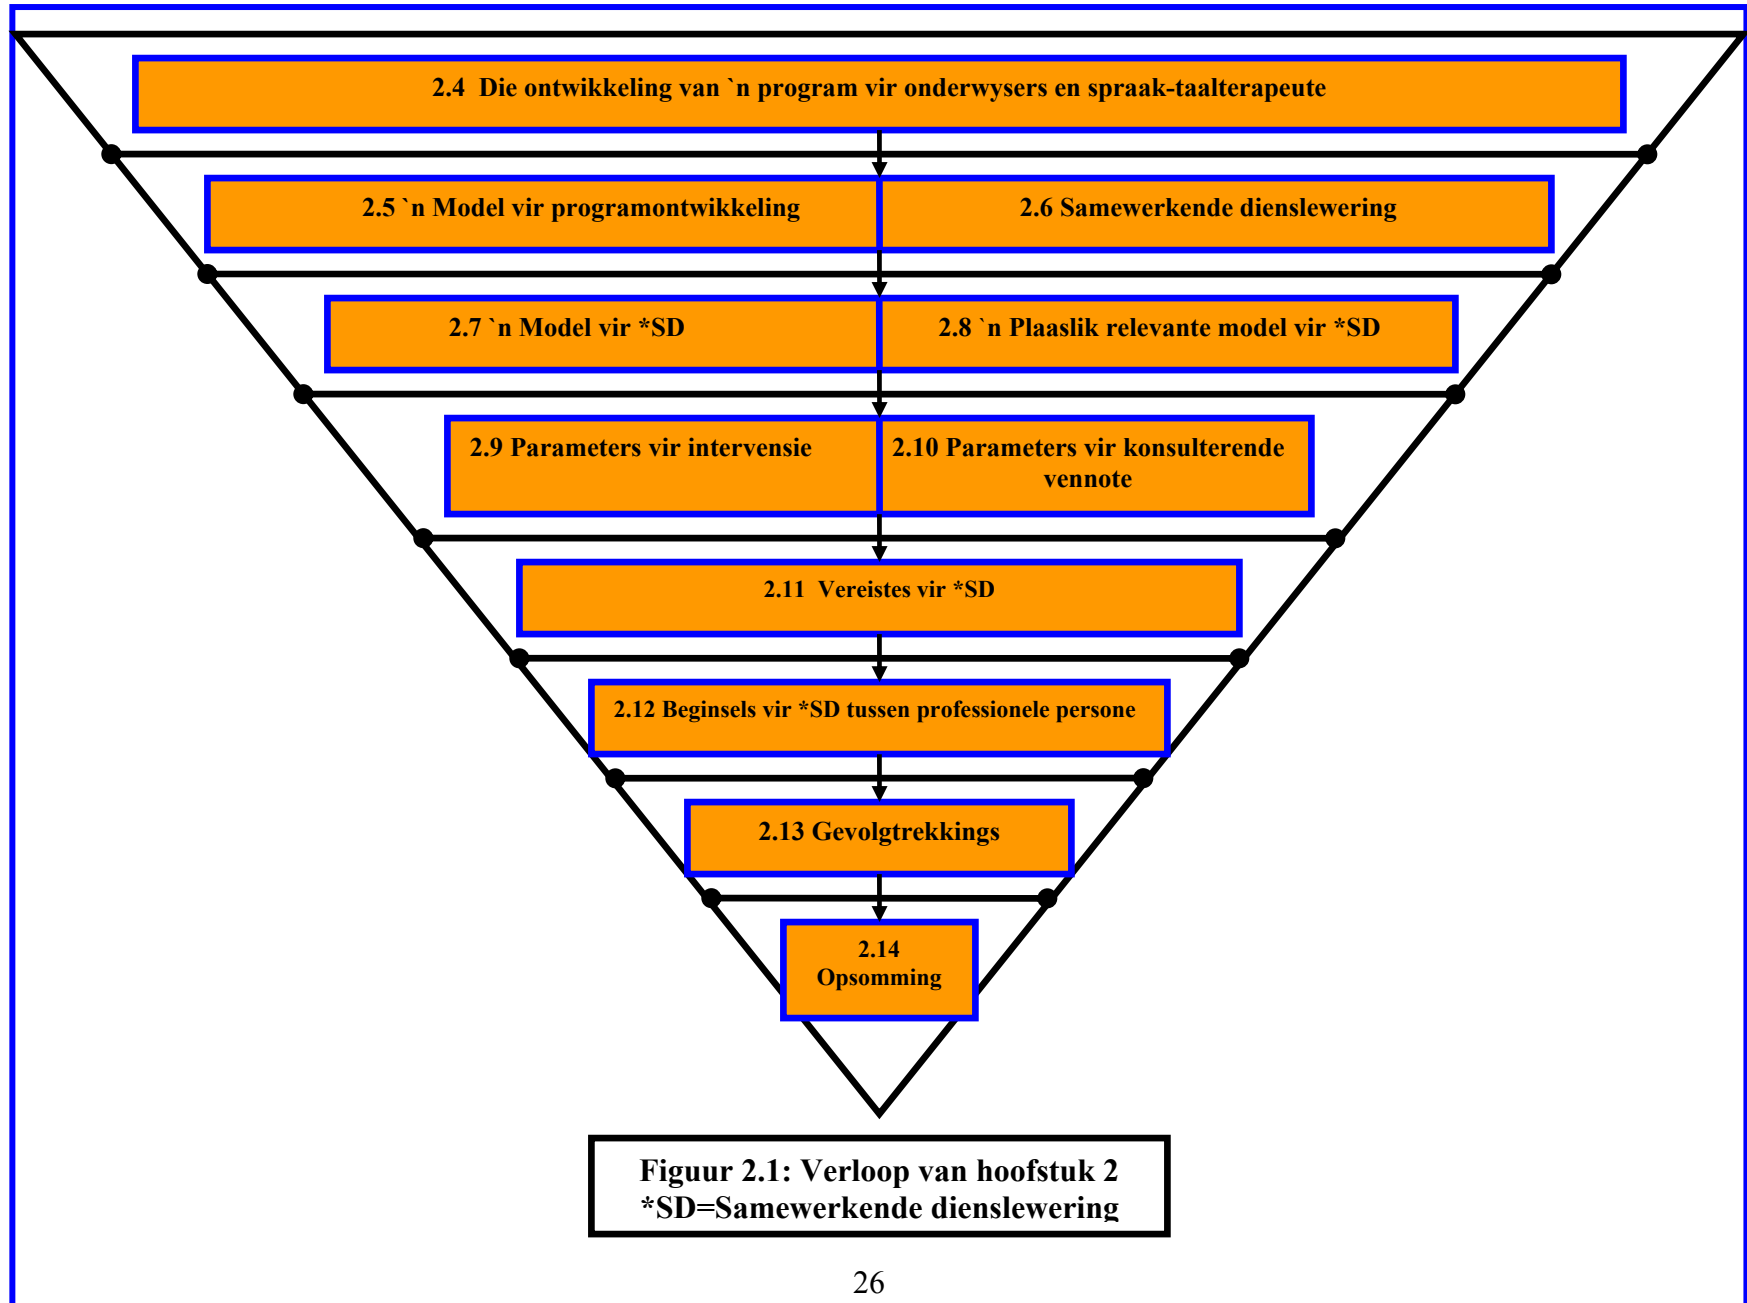 2.4 Die ontwikkeling van `n program vir onderwysers en spraak-taalterapeute
2.5 `n Model vir programontwikkeling
2.6 Samewerkende dienslewering
2.7 `n Model vir *SD
2.8 `n Plaaslik relevante model vir *SD
2.9 Parameters vir intervensie
2.10 Parameters vir konsulterende
vennote
2.11 Vereistes vir *SD
2.12 Beginsels vir *SD tussen professionele persone
2.13 Gevolgtrekkings
2.14
Opsomming
Figuur 2.1: Verloop van hoofstuk 2
*SD=Samewerkende dienslewering
26